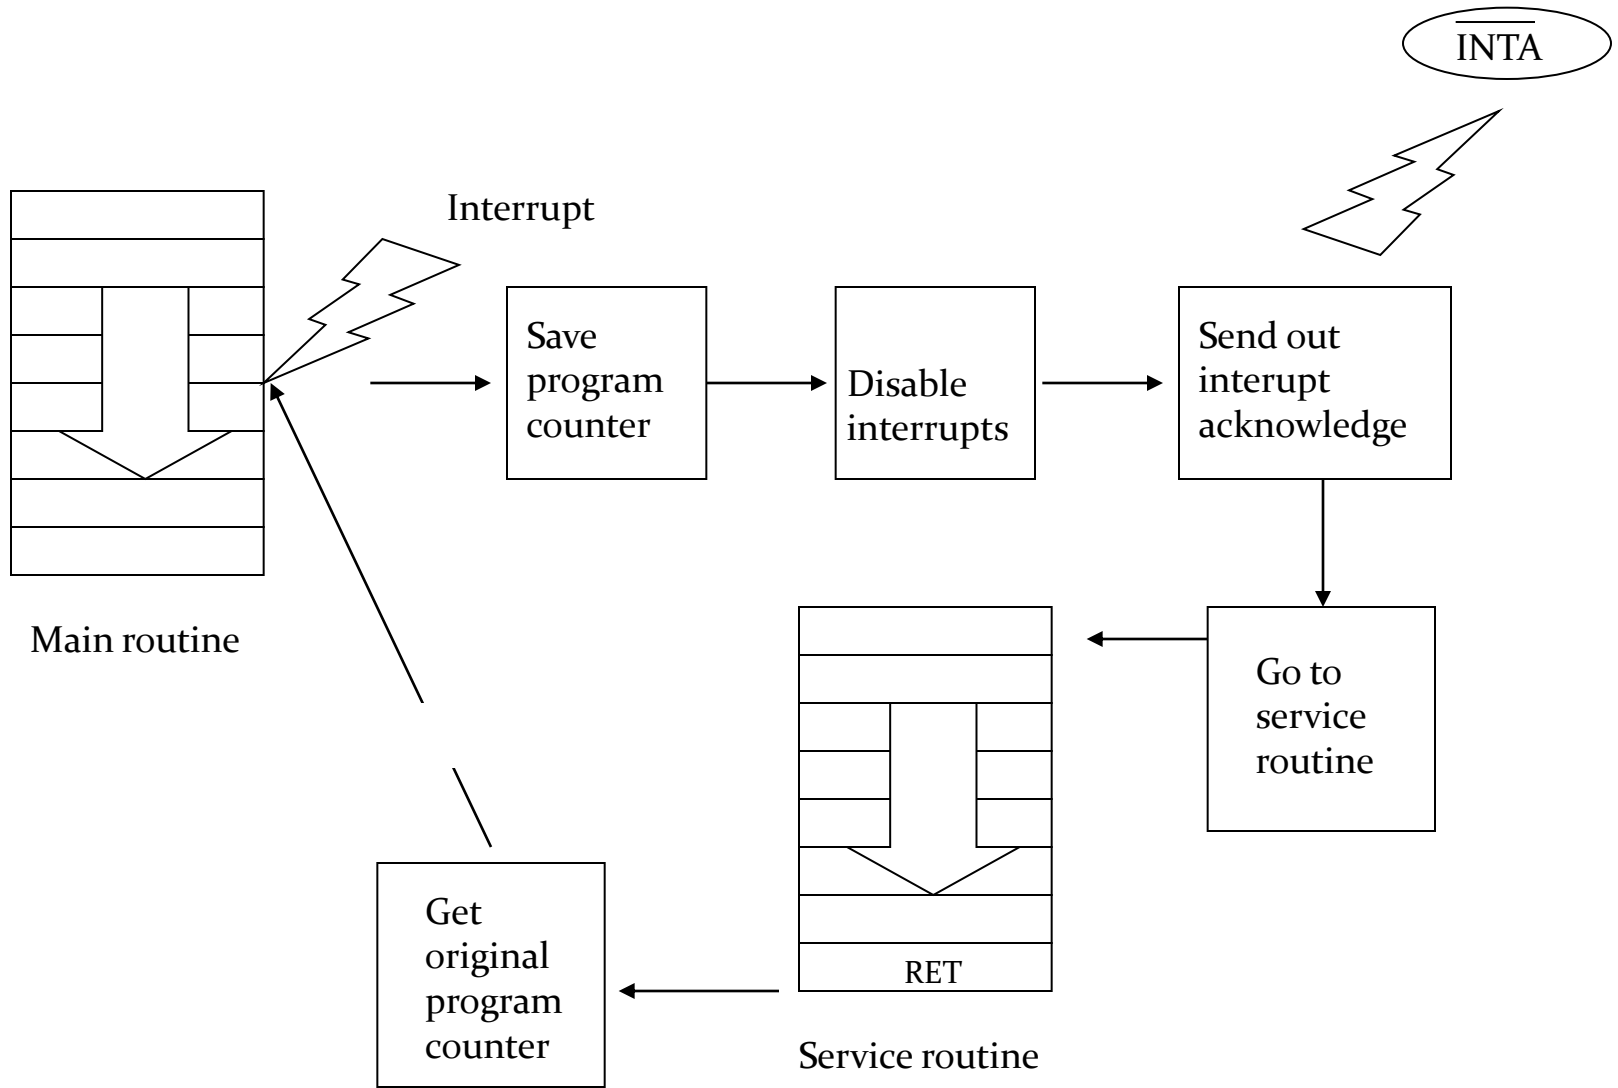 INTA
Interrupt
Save
program
counter
Disable
interrupts
Send out
interupt
acknowledge
Main routine
Go to
service
routine
RET
Service routine
Get
original
program
counter